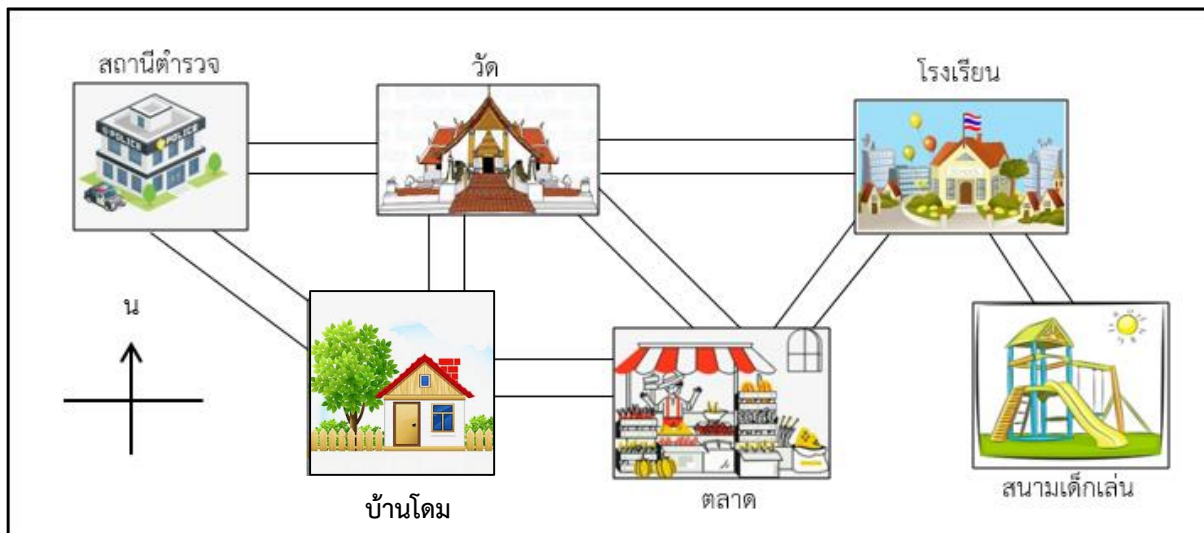 สถานีตำรวจ
วัด
โรงเรียน
POLICE
POLICE
น
บ้านโดม
ตลาด
สนามเด็กเล่น